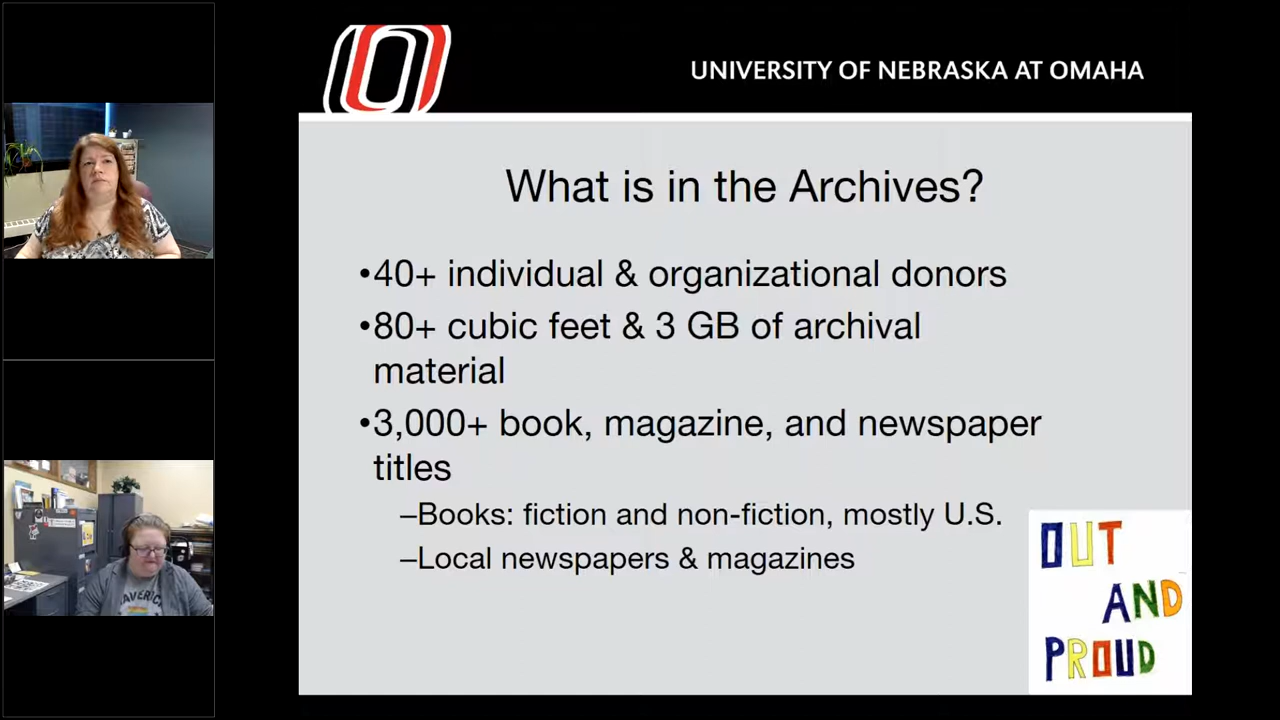 UNIVERSITY OF NEBRASKA AT OMAHA
What is in the Archives?
•40+ individual & organizational donors
•80+ cubic feet & 3 GB of archival
material
•3,000+ book, magazine, and newspaper
titles
–Books: fiction and non-fiction, mostly U.S.
–Local newspapers & magazines
OUT
AND
PROUD